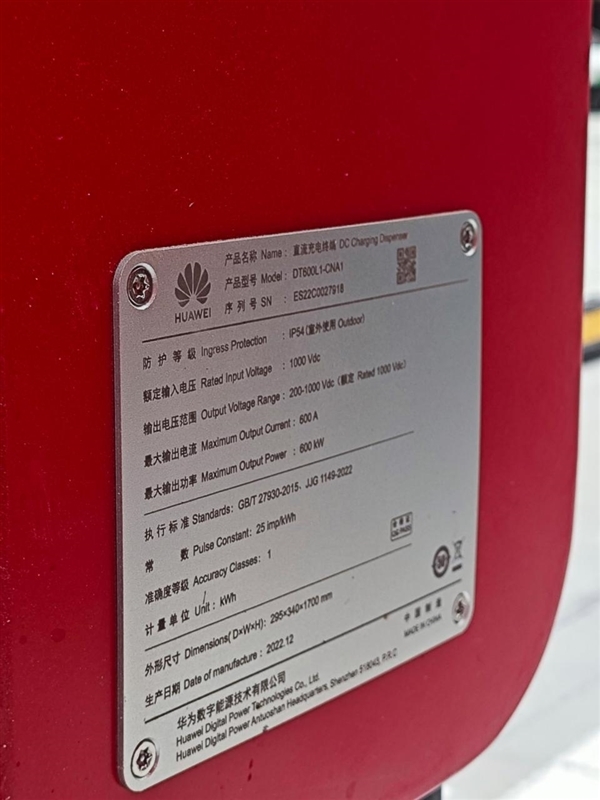 HUAWEI
产品名称 Name : 直流充电终端 DC Charging Dispenser
产品型号 Model : DT600L1-CNA1
序 列 号 SN : ES22C0027918
防 护 等 级 Ingress Protection : IP54 (室外使用 Outdoor)
额定输入电压 Rated Input Voltage : 1000 Vdc
输出电压范围 Output Voltage Range : 200-1000 Vdc (额定 Rated 1000 Vdc)
最大输出电流 Maximum Output Current : 600 A
最大输出功率 Maximum Output Power : 600 kW
执 行 标 准 Standards: GB/T 27930-2015、JJG 1149-2022
常 数 Pulse Constant: 25 imp/kWh
准确度等级 Accuracy Classes: 1
计 量 单 位 Unit : kWh
合格证
QC PASS
30
外形尺寸 Dimensions( D×W×H): 295×340×1700 mm
生产日期 Date of manufacture : 2022.12
中 国 制 造
MADE IN CHINA
华为数字能源技术有限公司
Huawei Digital Power Technologies Co., Ltd.
Huawei Digital Power Antuoshan Headquarters, Shenzhen 518043, P.R.C